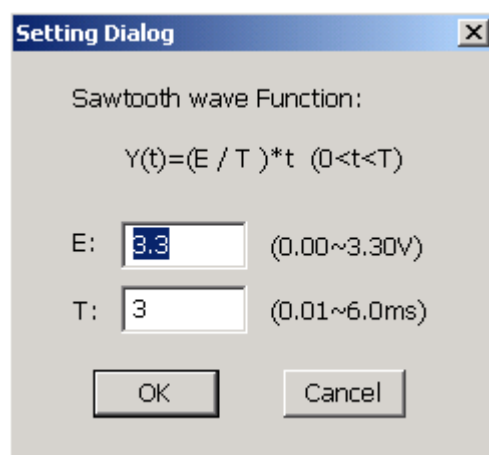 Setting Dialog
Sawtooth wave Function:
Y(t)=(E / T )*t (0<t<T)
E: 3.3 (0.00~3.30V)
T: 3 (0.01~6.0ms)
OK Cancel